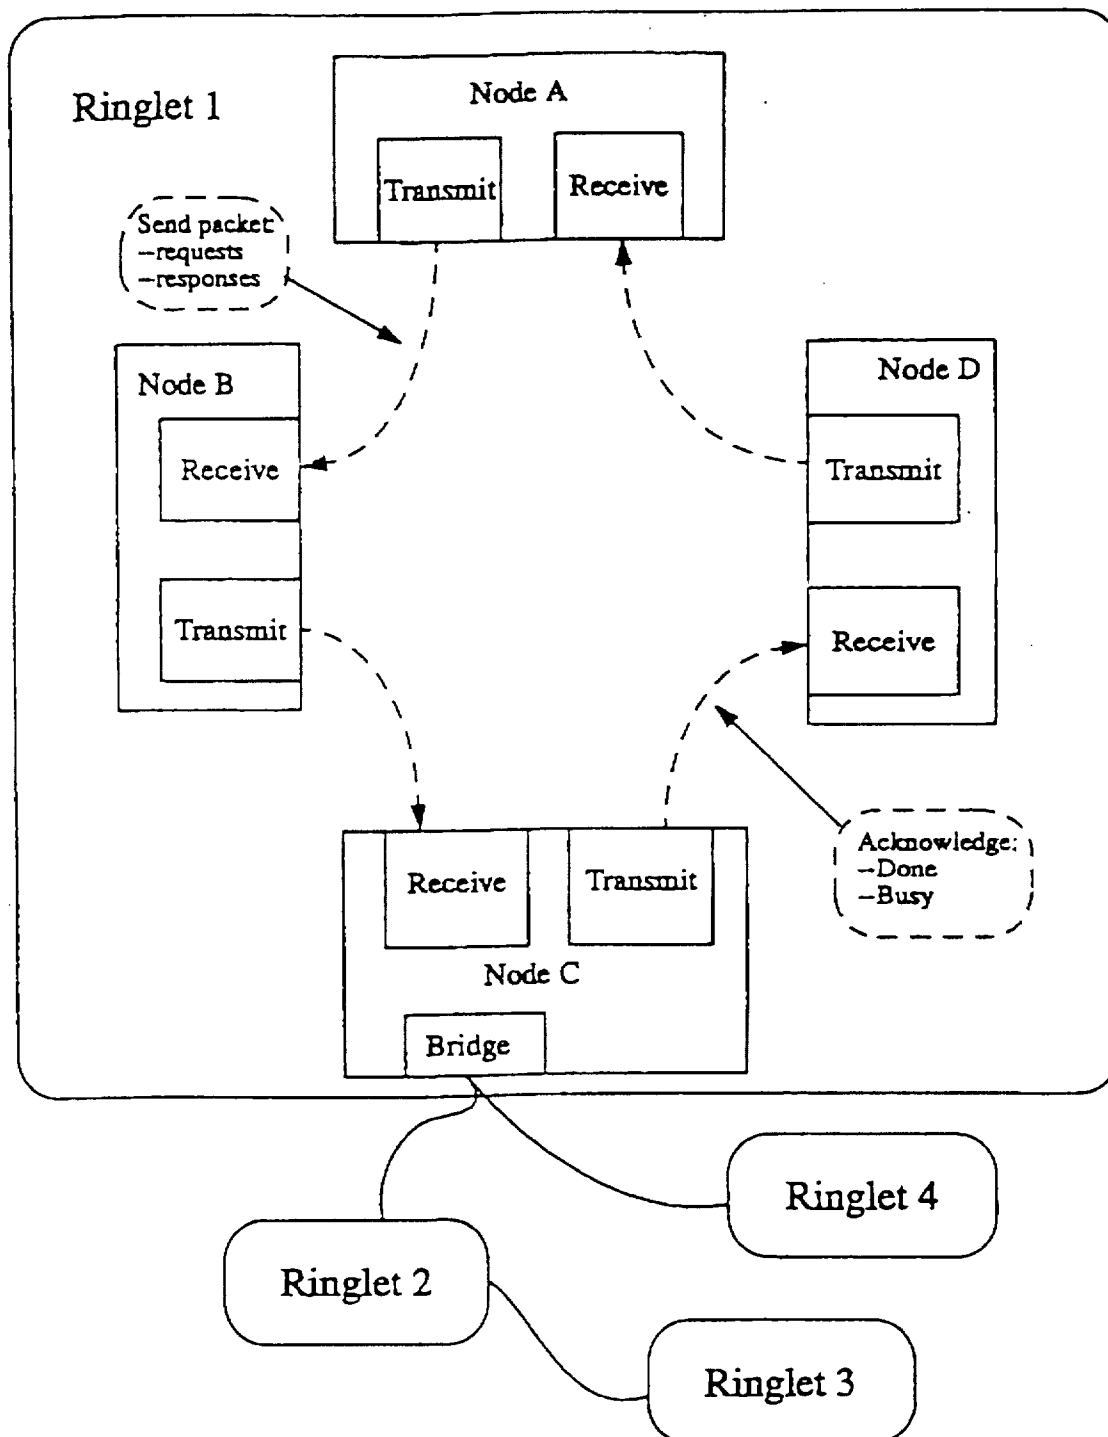 Ringlet 1
Node A
Transmit
Receive
Send packet:
–requests
–responses
Node B
Receive
Transmit
Node D
Transmit
Receive
Acknowledge:
–Done
–Busy
Receive
Transmit
Node C
Bridge
Ringlet 4
Ringlet 2
Ringlet 3